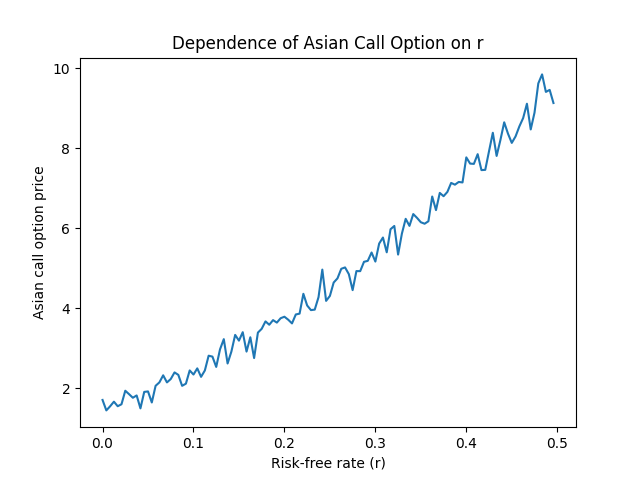 Dependence of Asian Call Option on r
Asian call option price
10
8
6
4
2
0.0 0.1 0.2 0.3 0.4 0.5
Risk-free rate (r)